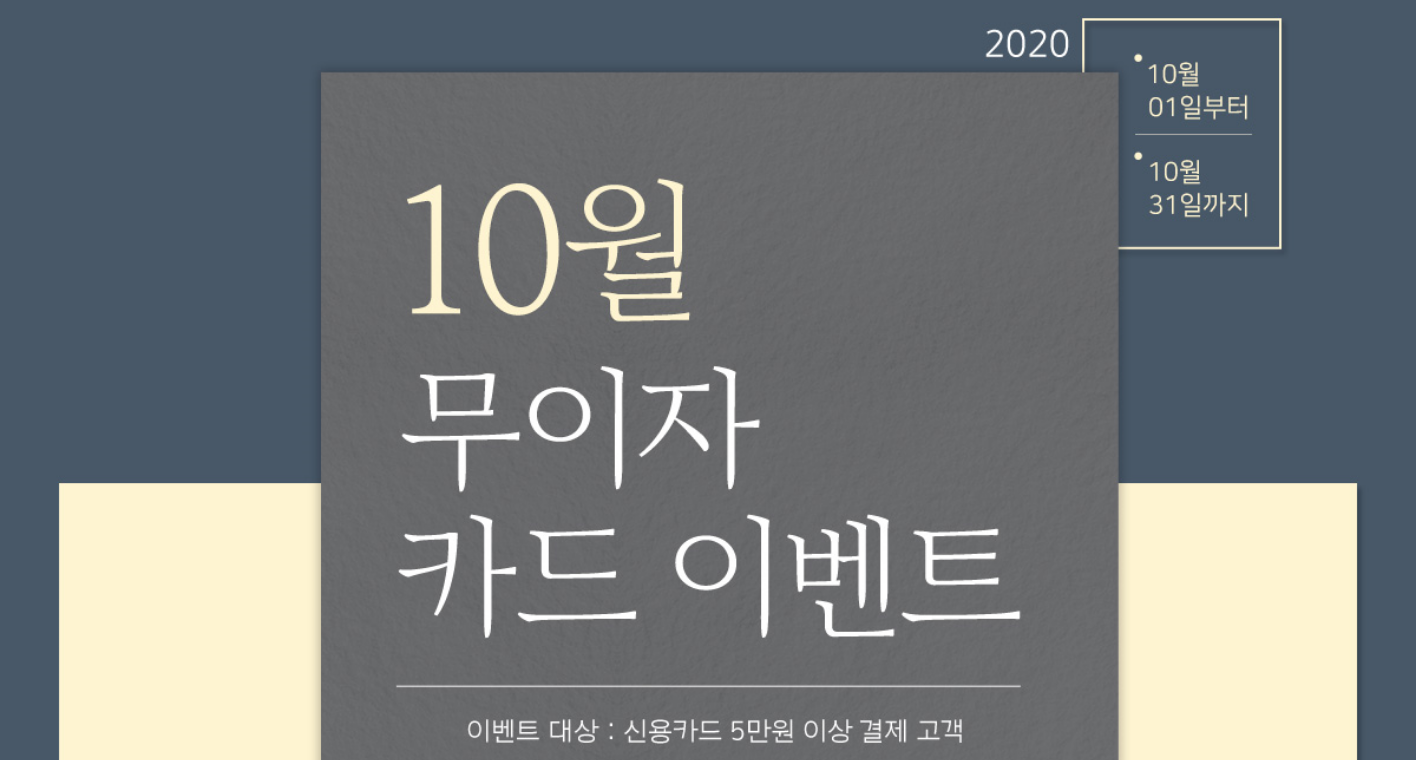 2020
10월
01일부터
10월
31일까지
10월
무이자
카드 이벤트
이벤트 대상 : 신용카드 5만원 이상 결제 고객